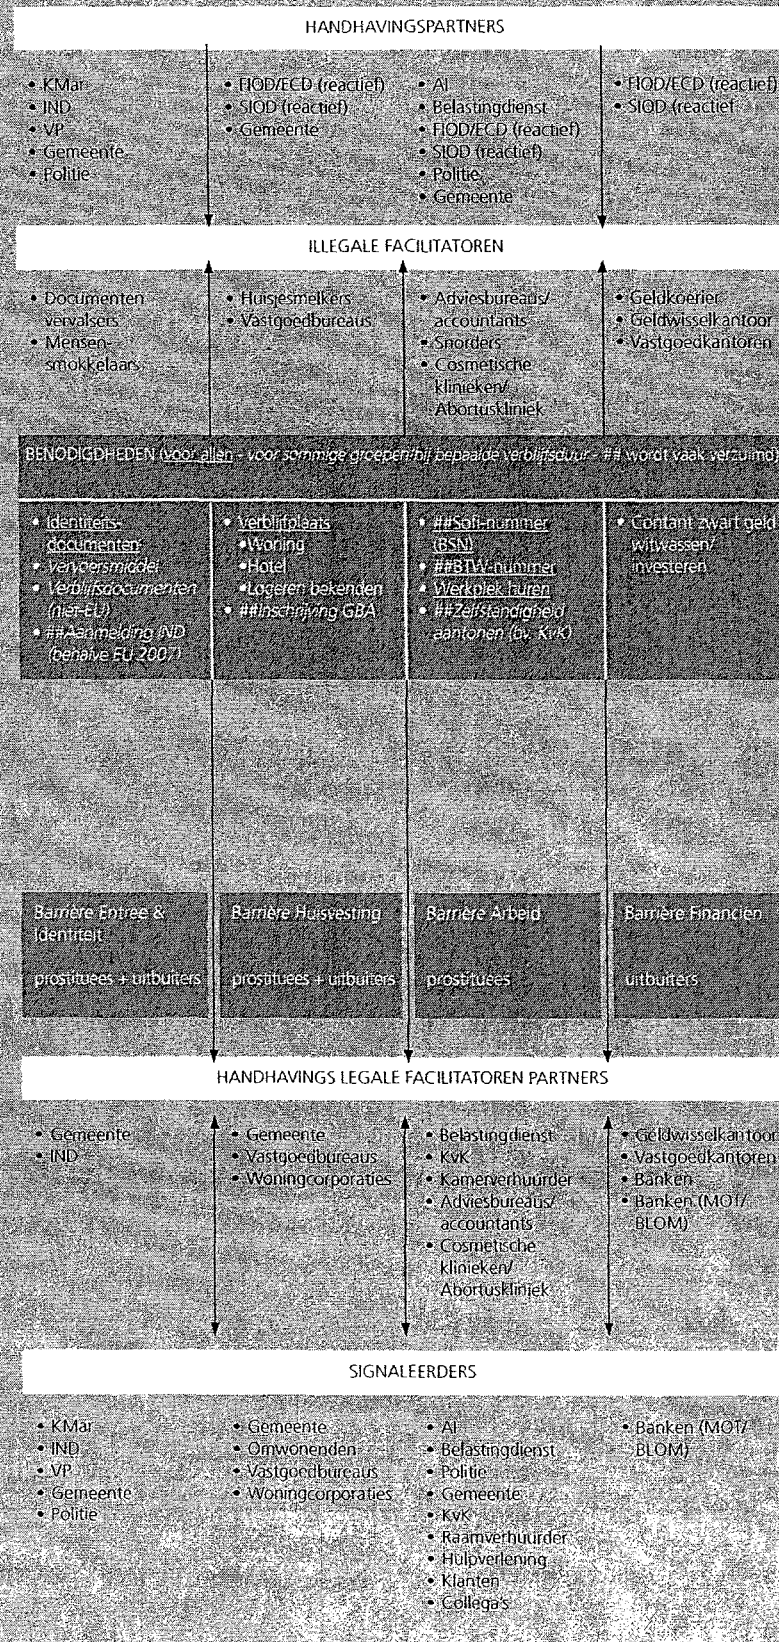 HANDHAVINGSPARTNERS
• KMar
• IND
• VP
• Gemeente
• Politie
• FIOD/ECD (reactief)
• SIOD (reactief)
• Gemeente
• AI
• Belastingdienst
• FIOD/ECD (reactief)
• SIOD (reactief)
• Politie
• Gemeente
• FIOD/ECD (reactief)
• SIOD (reactief
ILLEGALE FACILITATOREN
• Documenten
vervalsers
• Mensen-
smokkelaars
• Huisjesmelkers
• Vastgoedbureaus
• Adviesbureaus/
accountants
• Snorders
• Cosmetische
klinieken/
Abortuskliniek
• Geldkoerier
• Geldwisselkantoor
• Vastgoedkantoren
BENODIGDHEDEN (voor allen - voor sommige groepen/bij bepaalde verblijfsduur - ## wordt vaak verzuimd)
• Identiteits-
documenten
• Vervoersmiddel
• Verblijfsdocumenten
(niet-EU)
• ##Aanmelding IND
(behalve EU 2007)
• Verblijfplaats
•Woning
•Hotel
•Logeren bekenden
• ##Inschrijving GBA
• ##Sofi-nummer
(BSN)
• ##BTW-nummer
• Werkplek huren
• ##Zelfstandigheid
aantonen (bv. KvK)
• Contant zwart geld
witwassen/
investeren
Barrière Entree &
Identiteit
prostituees + uitbuiters
Barrière Huisvesting
prostituees + uitbuiters
Barrière Arbeid
prostituees
Barrière Financien
uitbuiters
HANDHAVINGS LEGALE FACILITATOREN PARTNERS
• Gemeente
• IND
• Gemeente
• Vastgoedbureaus
• Woningcorporaties
• Belastingdienst
• KvK
• Kamerverhuurder
• Adviesbureaus/
accountants
• Cosmetische
klinieken/
Abortuskliniek
• Geldwisselkantoor
• Vastgoedkantoren
• Banken
• Banken (MOT/
BLOM)
SIGNALEERDERS
• KMar
• IND
• VP
• Gemeente
• Politie
• Gemeente
• Omwonenden
• Vastgoedbureaus
• Woningcorporaties
• AI
• Belastingdienst
• Politie
• Gemeente
• KvK
• Raamverhuurder
• Hulpverlening
• Klanten
• Collega's
• Banken (MOT/
BLOM)